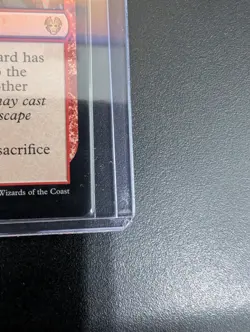 ard has
o the
other
may cast
scape
sacrifice
Wizards of the Coast